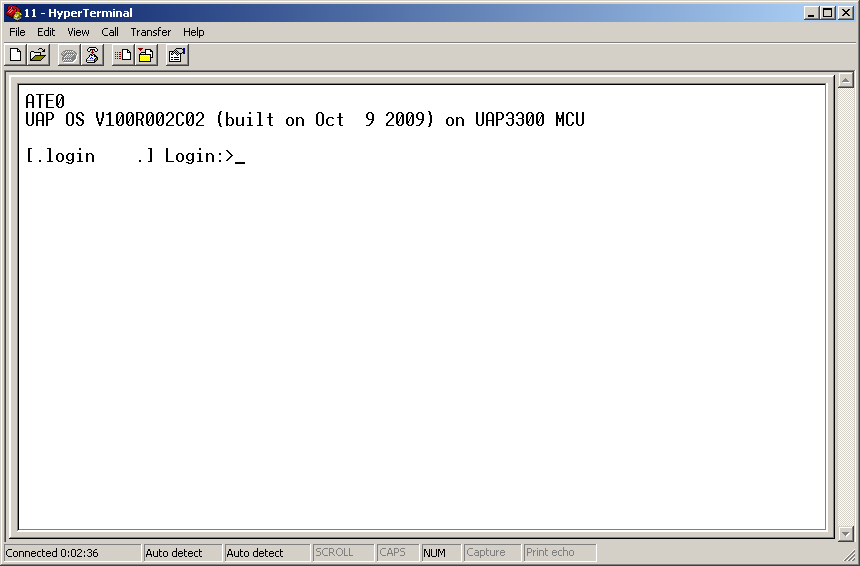 11 - HyperTerminal
File Edit View Call Transfer Help
ATE0
UAP OS V100R002C02 (built on Oct  9 2009) on UAP3300 MCU
[.login    .] Login:>_
Connected 0:02:36 Auto detect Auto detect SCROLL CAPS NUM Capture Print echo